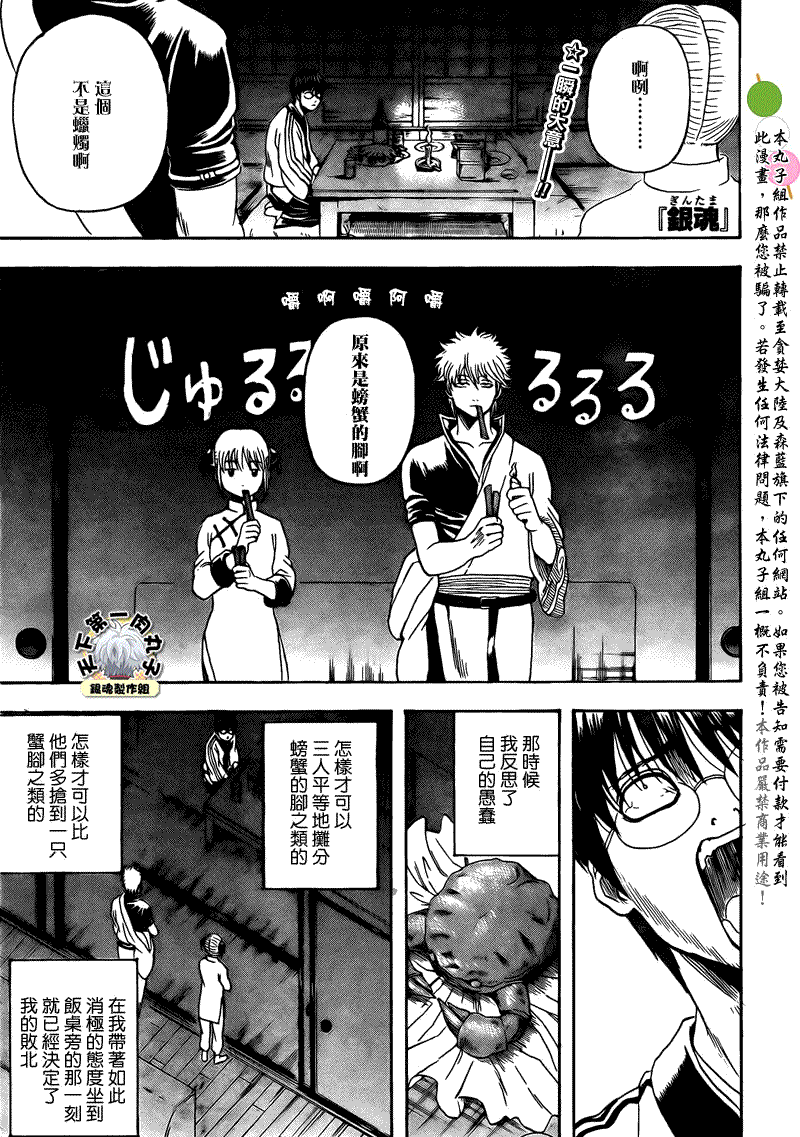 啊咧……
☆一瞬的大意——!!
ぎんたま
『銀魂』
這個
不是蠟燭啊
嚼啊嚼阿嚼
じゅるる
るるる
原來是螃蟹的腳啊
那時候
我反思了
自己的愚蠢
怎樣才可以
三人平等地攤分
螃蟹的腳之類的
怎樣才可以比
他們多搶到一只
蟹腳之類的
在我帶著如此
消極的態度坐到
飯桌旁的那一刻
就已經決定了
我的敗北
天下第一肉丸子
銀魂製作組
本丸子組作品禁止轉載至貪婪大陸及森藍旗下的任何網站。如果您被告知需要付款才能看到
此漫畫，那麼您被騙了。若發生任何法律問題，本丸子組一概不負責！本作品嚴禁商業用途！